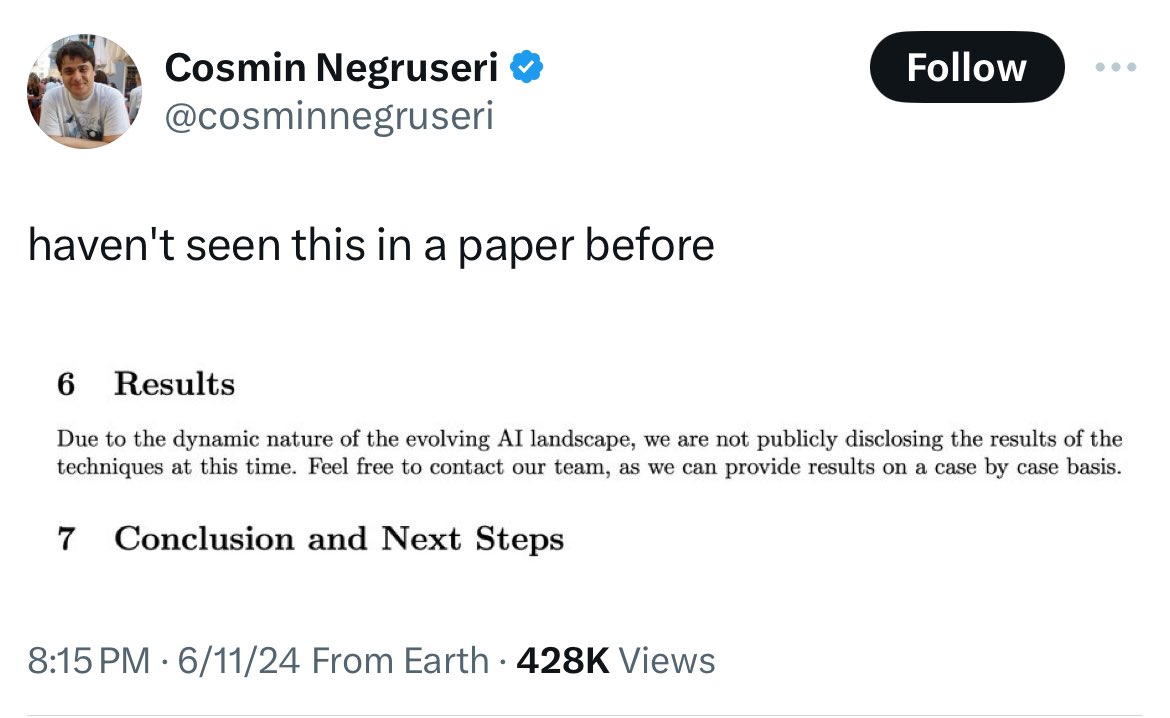 Cosmin Negruseri
Follow
@cosminnegruseri
haven't seen this in a paper before
6 Results
Due to the dynamic nature of the evolving AI landscape, we are not publicly disclosing the results of the
techniques at this time. Feel free to contact our team, as we can provide results on a case by case basis.
7 Conclusion and Next Steps
8:15 PM · 6/11/24 From Earth · 428K Views